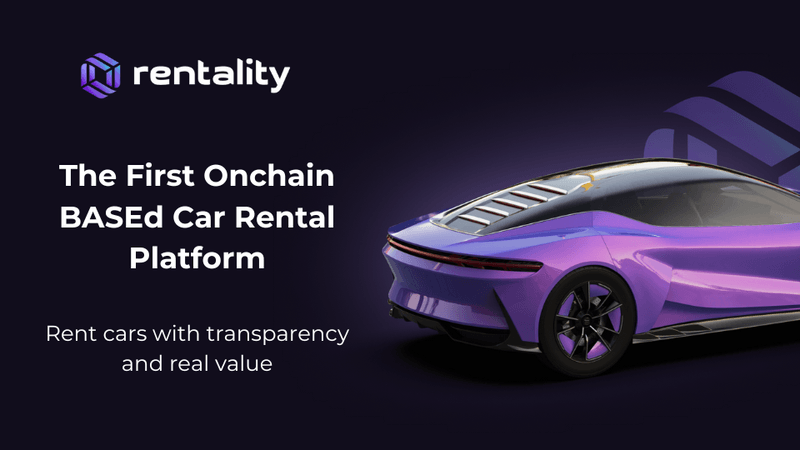 rentality
The First Onchain
BASEd Car Rental
Platform
Rent cars with transparency
and real value